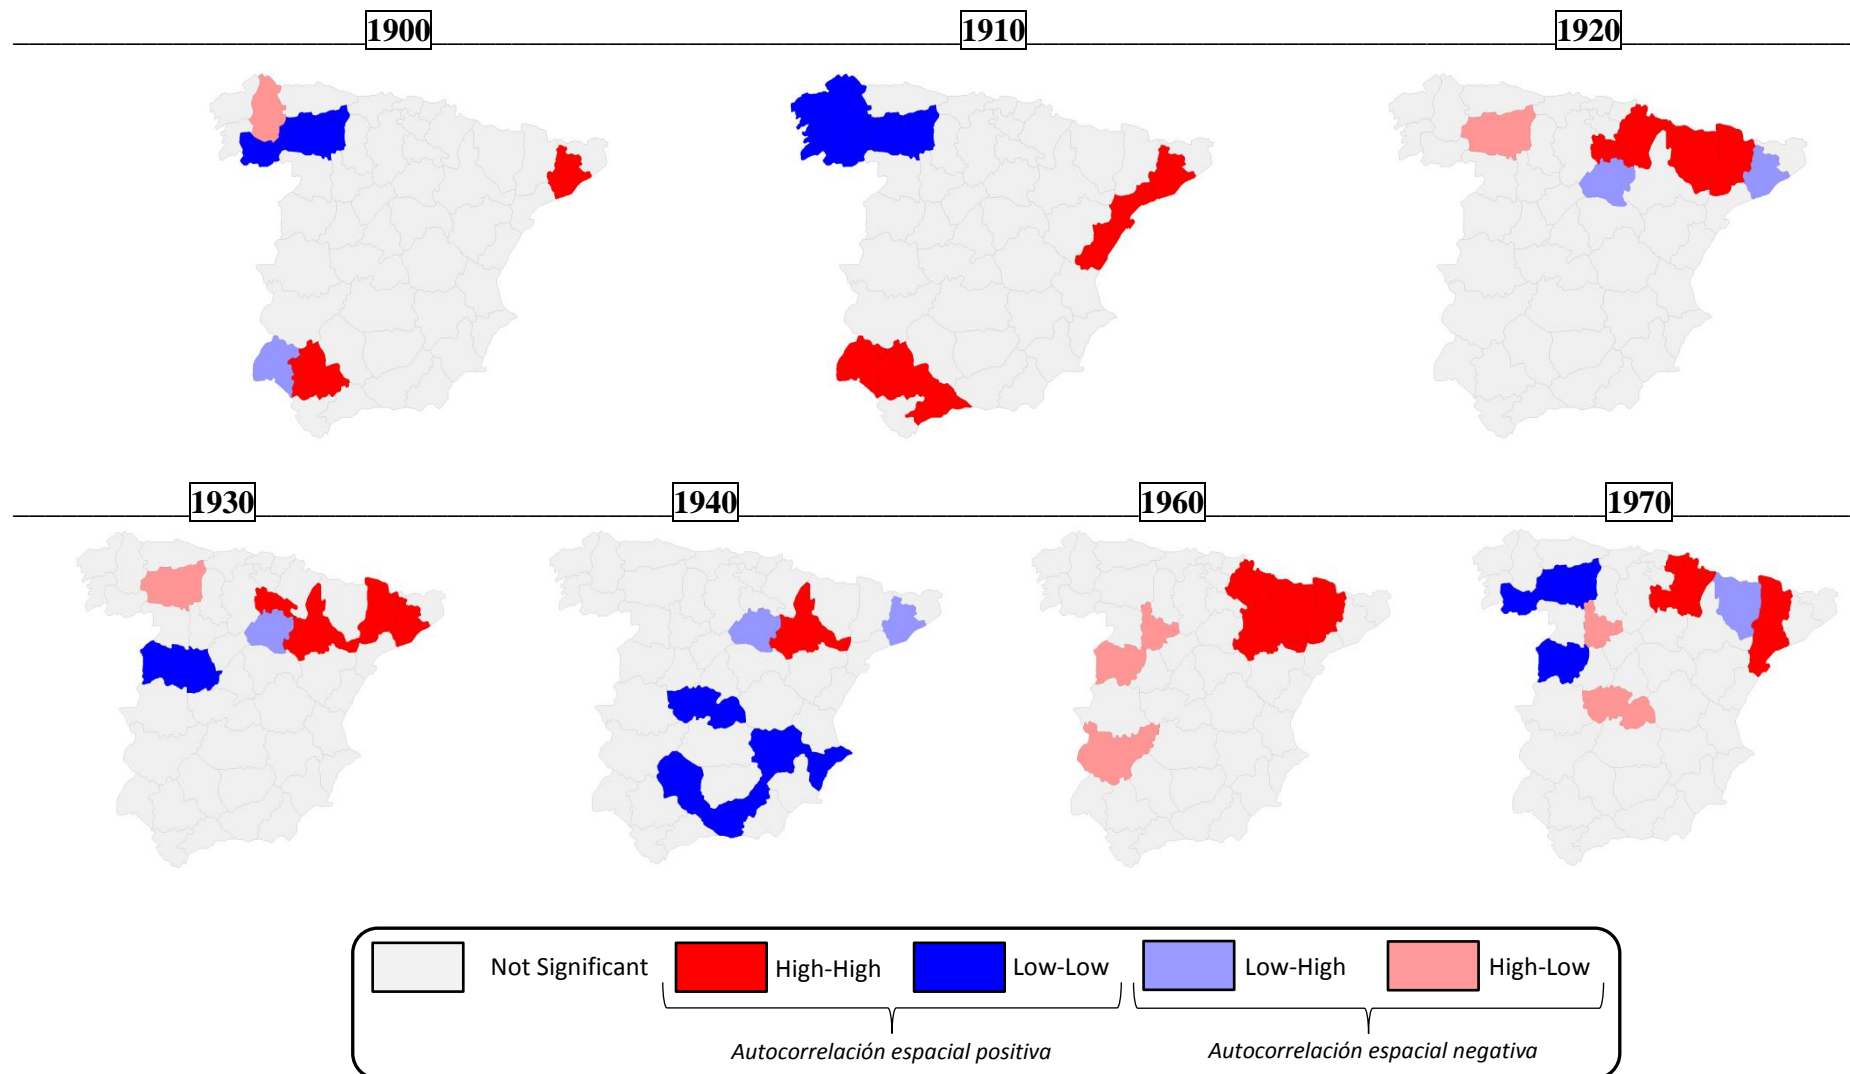 1900
1910
1920
1930
1940
1960
1970
Not Significant
High-High
Low-Low
Low-High
High-Low
Autocorrelación espacial positiva
Autocorrelación espacial negativa